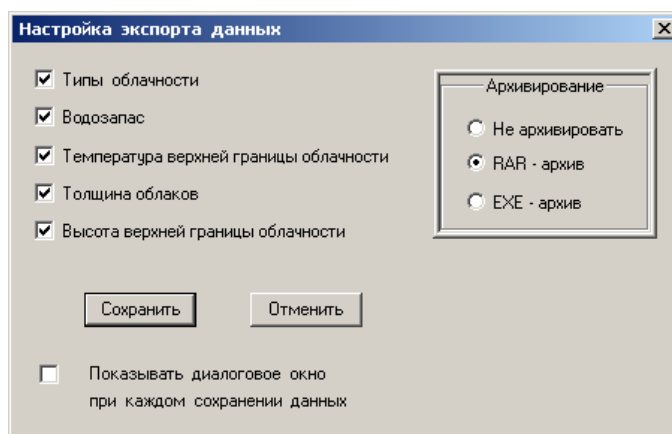 Настройка экспорта данных
Типы облачности
Водозапас
Температура верхней границы облачности
Толщина облаков
Высота верхней границы облачности
Архивирование
Не архивировать
RAR - архив
EXE - архив
Сохранить
Отменить
Показывать диалоговое окно
при каждом сохранении данных